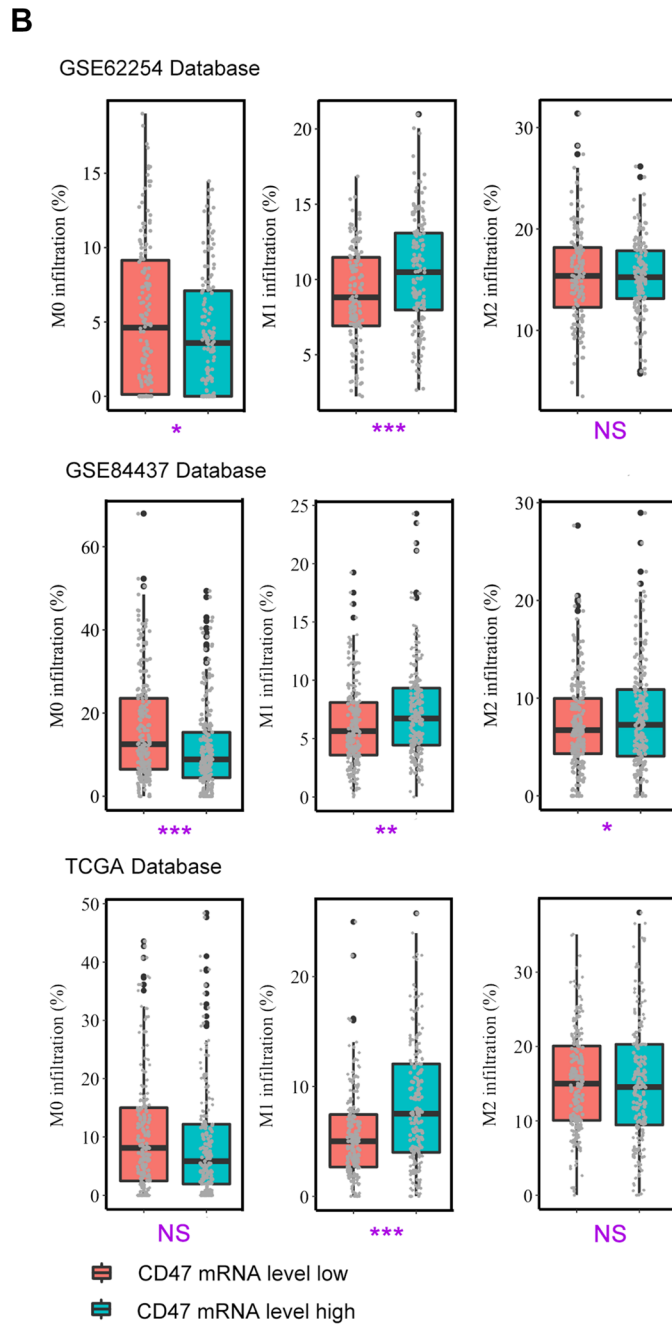 B
GSE62254 Database
M0 infiltration (%)
15
10
5
0
*
M1 infiltration (%)
20
15
10
5
***
M2 infiltration (%)
30
20
10
NS
GSE84437 Database
M0 infiltration (%)
60
40
20
0
***
M1 infiltration (%)
25
20
15
10
5
0
**
M2 infiltration (%)
30
20
10
0
*
TCGA Database
M0 infiltration (%)
50
40
30
20
10
0
NS
M1 infiltration (%)
20
10
0
***
M2 infiltration (%)
30
20
10
0
NS
CD47 mRNA level low
CD47 mRNA level high